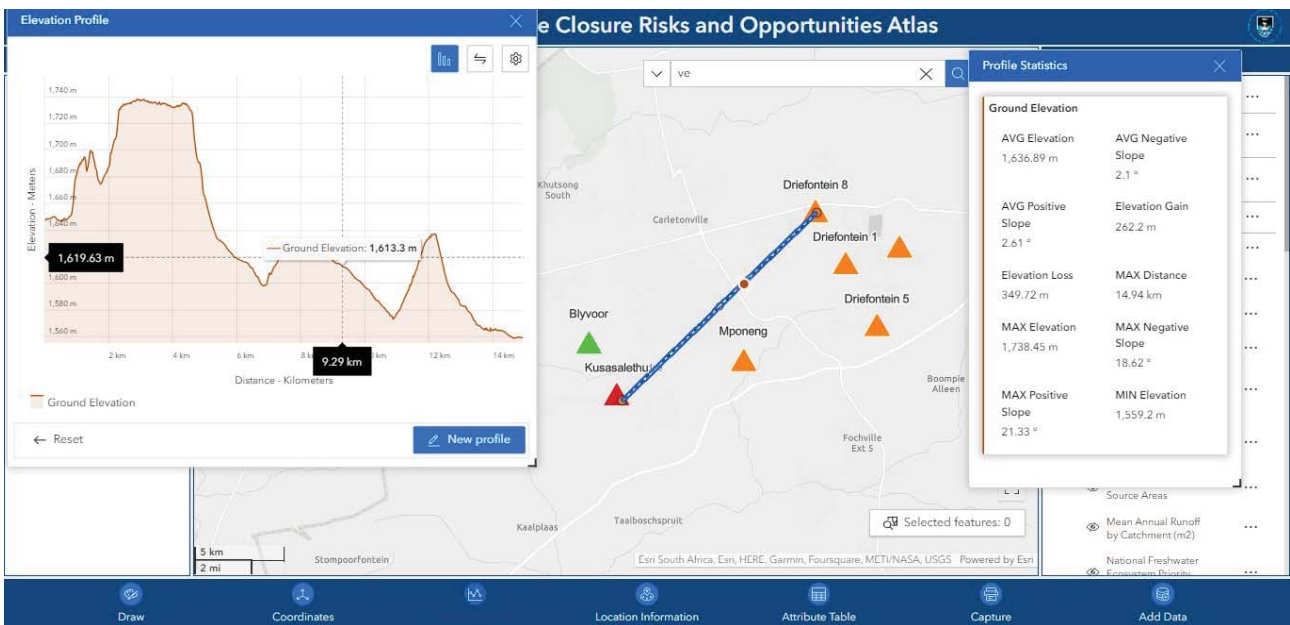 Elevation Profile
e Closure Risks and Opportunities Atlas
1,740 m
1,720 m
1,700 m
1,680 m
1,660 m
1,640 m
1,600 m
1,580 m
1,560 m
Elevation - Meters
1,619.63 m
Ground Elevation: 1,613.3 m
2 km
4 km
6 km
9.29 km
12 km
14 km
Distance - Kilometers
Ground Elevation
Reset
New profile
ve
Khutsong
South
Carletonville
Driefontein 8
Driefontein 1
Driefontein 5
Blyvoor
Mponeng
Kusasalethu
Boompie
Alleen
Fochville
Ext 5
Kaalplaas
Taalboschspruit
Stompoorfontein
5 km
2 mi
Selected features: 0
Esri South Africa, Esri, HERE, Garmin, Foursquare, METI/NASA, USGS
Powered by Esri
Profile Statistics
Ground Elevation
AVG Elevation
1,636.89 m
AVG Negative
Slope
2.1 °
AVG Positive
Slope
2.61 °
Elevation Gain
262.2 m
Elevation Loss
349.72 m
MAX Distance
14.94 km
MAX Elevation
1,738.45 m
MAX Negative
Slope
18.62 °
MAX Positive
Slope
21.33 °
MIN Elevation
1,559.2 m
Source Areas
Mean Annual Runoff
by Catchment (m2)
National Freshwater
Ecosystem Priority
Draw
Coordinates
Location Information
Attribute Table
Capture
Add Data